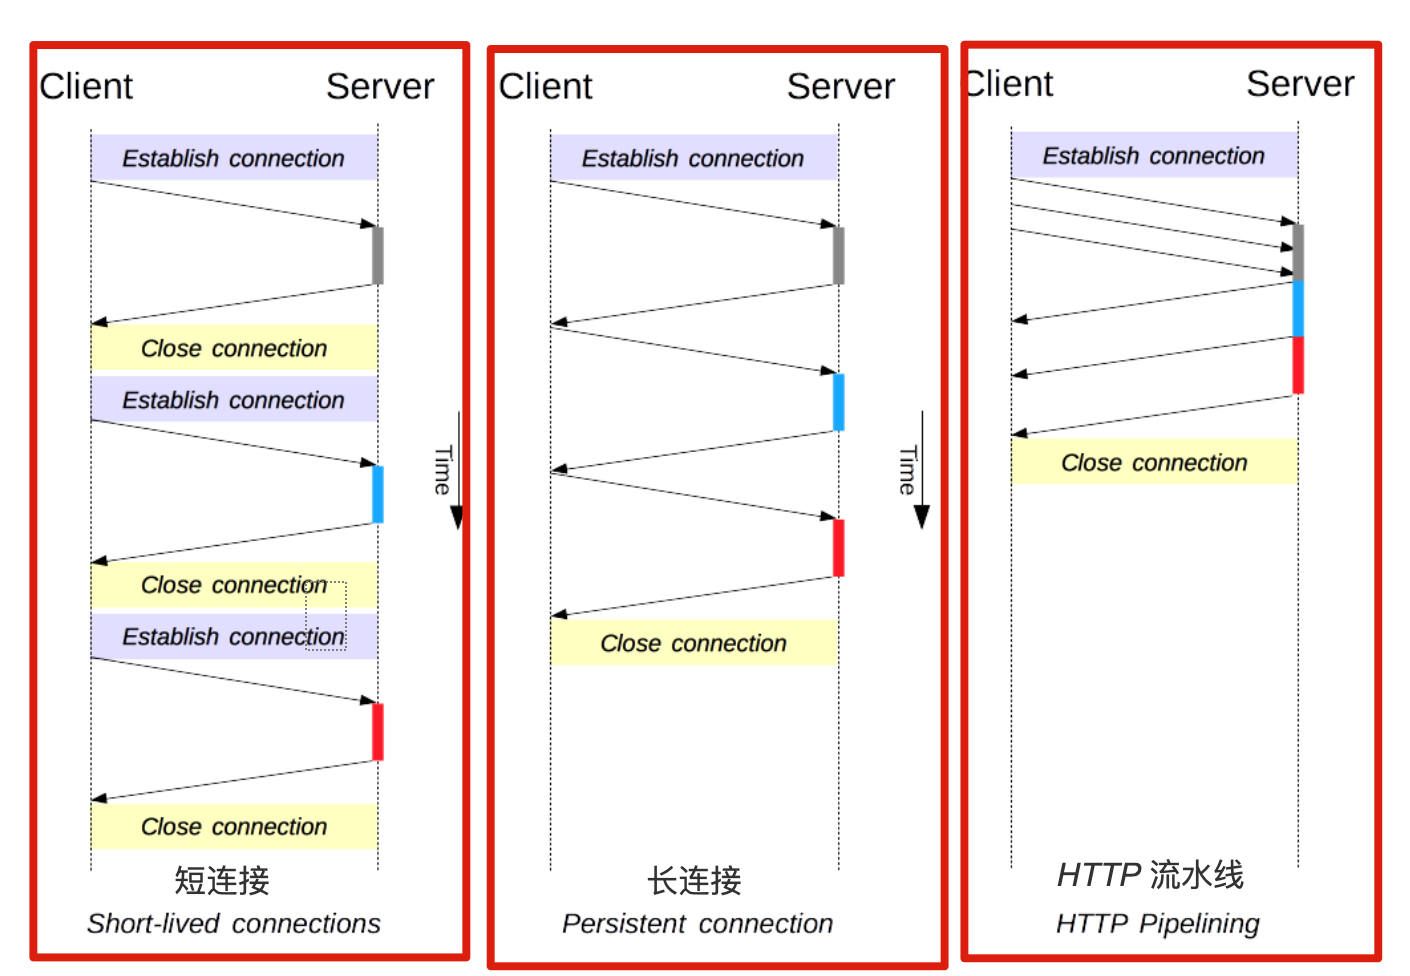 Client Server
Establish connection
Close connection
Establish connection
Time
Close connection
Establish connection
Close connection
短连接
Short-lived connections
Client Server
Establish connection
Time
Close connection
长连接
Persistent connection
Client Server
Establish connection
Close connection
HTTP 流水线
HTTP Pipelining